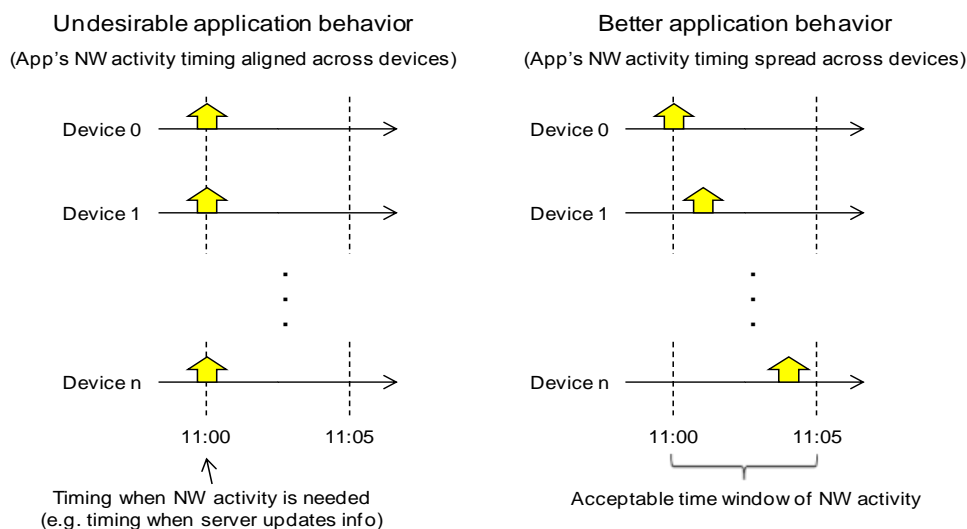 Undesirable application behavior
(App's NW activity timing aligned across devices)
Device 0
Device 1
Device n
11:00
11:05
Timing when NW activity is needed
(e.g. timing when server updates info)
Better application behavior
(App's NW activity timing spread across devices)
Device 0
Device 1
Device n
11:00
11:05
Acceptable time window of NW activity